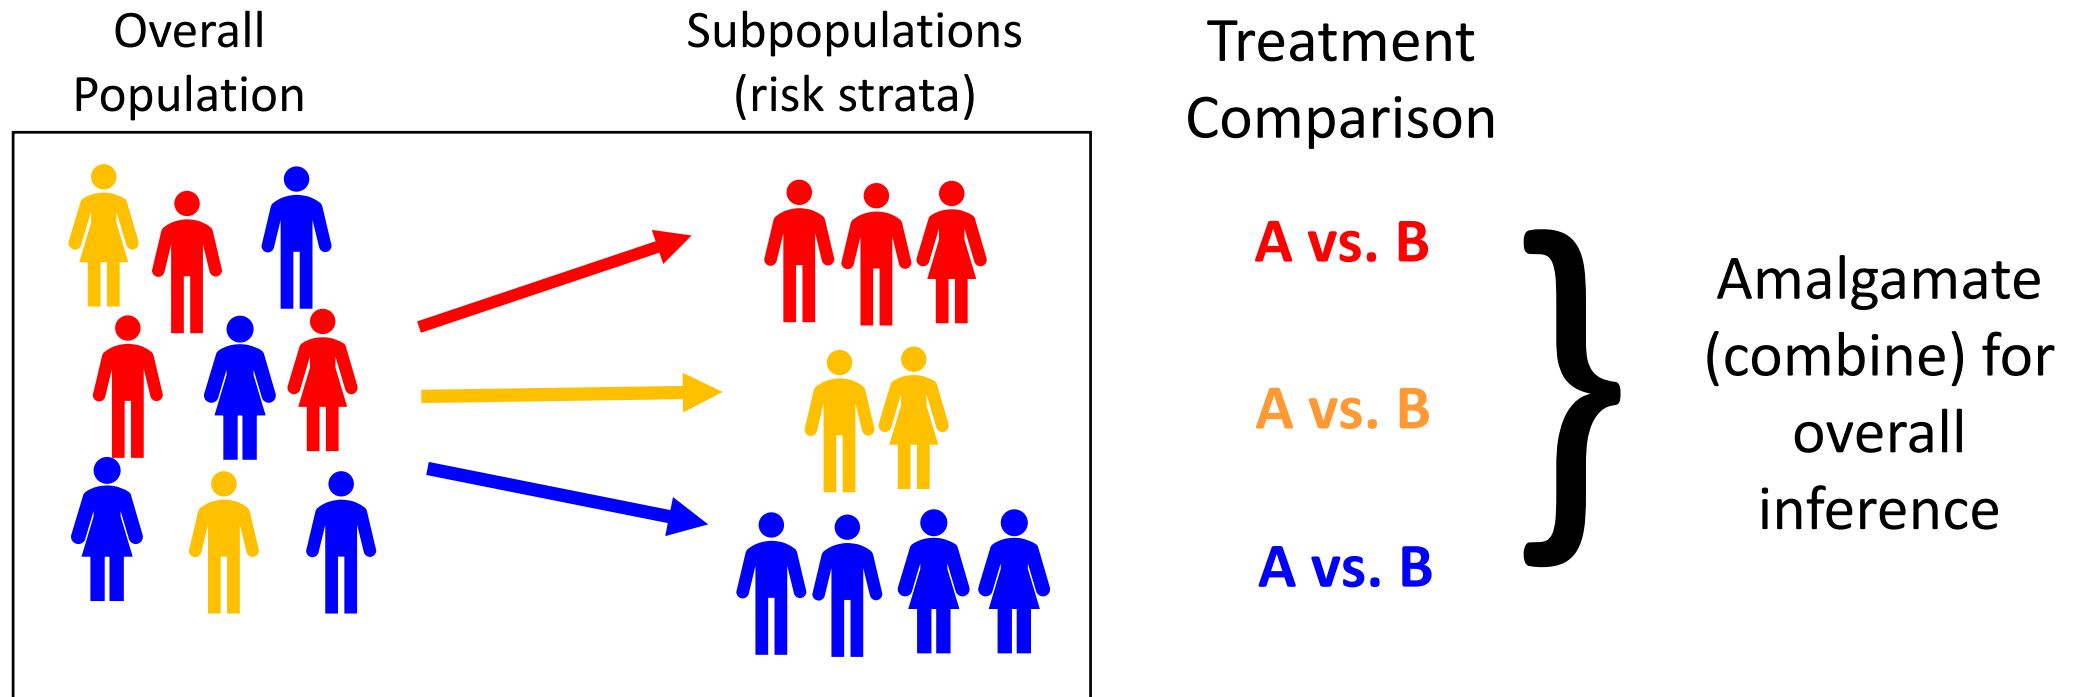 Overall
Population
Subpopulations
(risk strata)
Treatment
Comparison
A vs. B
A vs. B
A vs. B
Amalgamate
(combine) for
overall
inference